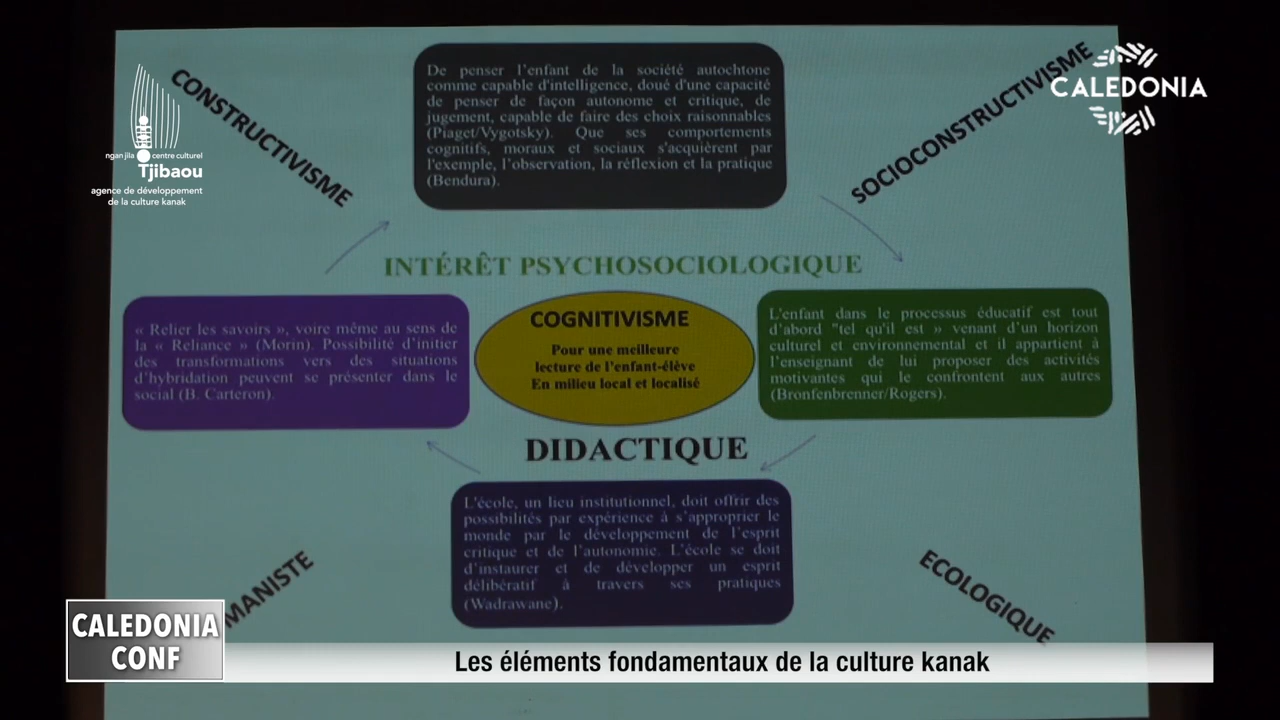 CONSTRUCTIVISME
SOCIOCONSTRUCTIVISME
CALEDONIA
ngan jila centre culturel
Tjibaou
agence de développement
de la culture kanak
De penser l'enfant de la société autochtone
comme capable d'intelligence, doué d'une capacité
de penser de façon autonome et critique, de
jugement, capable de faire des choix raisonnables
(Piaget/Vygotsky). Que ses comportements
cognitifs, moraux et sociaux s'acquièrent par
l'exemple, l'observation, la réflexion et la pratique
(Bendura).
INTÉRÊT PSYCHOSOCIOLOGIQUE
« Relier les savoirs », voire même au sens de
la « Reliance » (Morin). Possibilité d'initier
des transformations vers des situations
d'hybridation peuvent se présenter dans le
social (B. Carteron).
COGNITIVISME
Pour une meilleure
lecture de l'enfant-élève
En milieu local et localisé
L'enfant dans le processus éducatif est tout
d'abord "tel qu'il est » venant d'un horizon
culturel et environnemental et il appartient à
l'enseignant de lui proposer des activités
motivantes qui le confrontent aux autres
(Bronfenbrenner/Rogers).
DIDACTIQUE
L'école, un lieu institutionnel, doit offrir des
possibilités par expérience à s'approprier le
monde par le développement de l'esprit
critique et de l'autonomie. L'école se doit
d'instaurer et de développer un esprit
délibératif à travers ses pratiques
(Wadrawane).
MANISTE
ECOLOGIQUE
CALEDONIA
CONF
Les éléments fondamentaux de la culture kanak